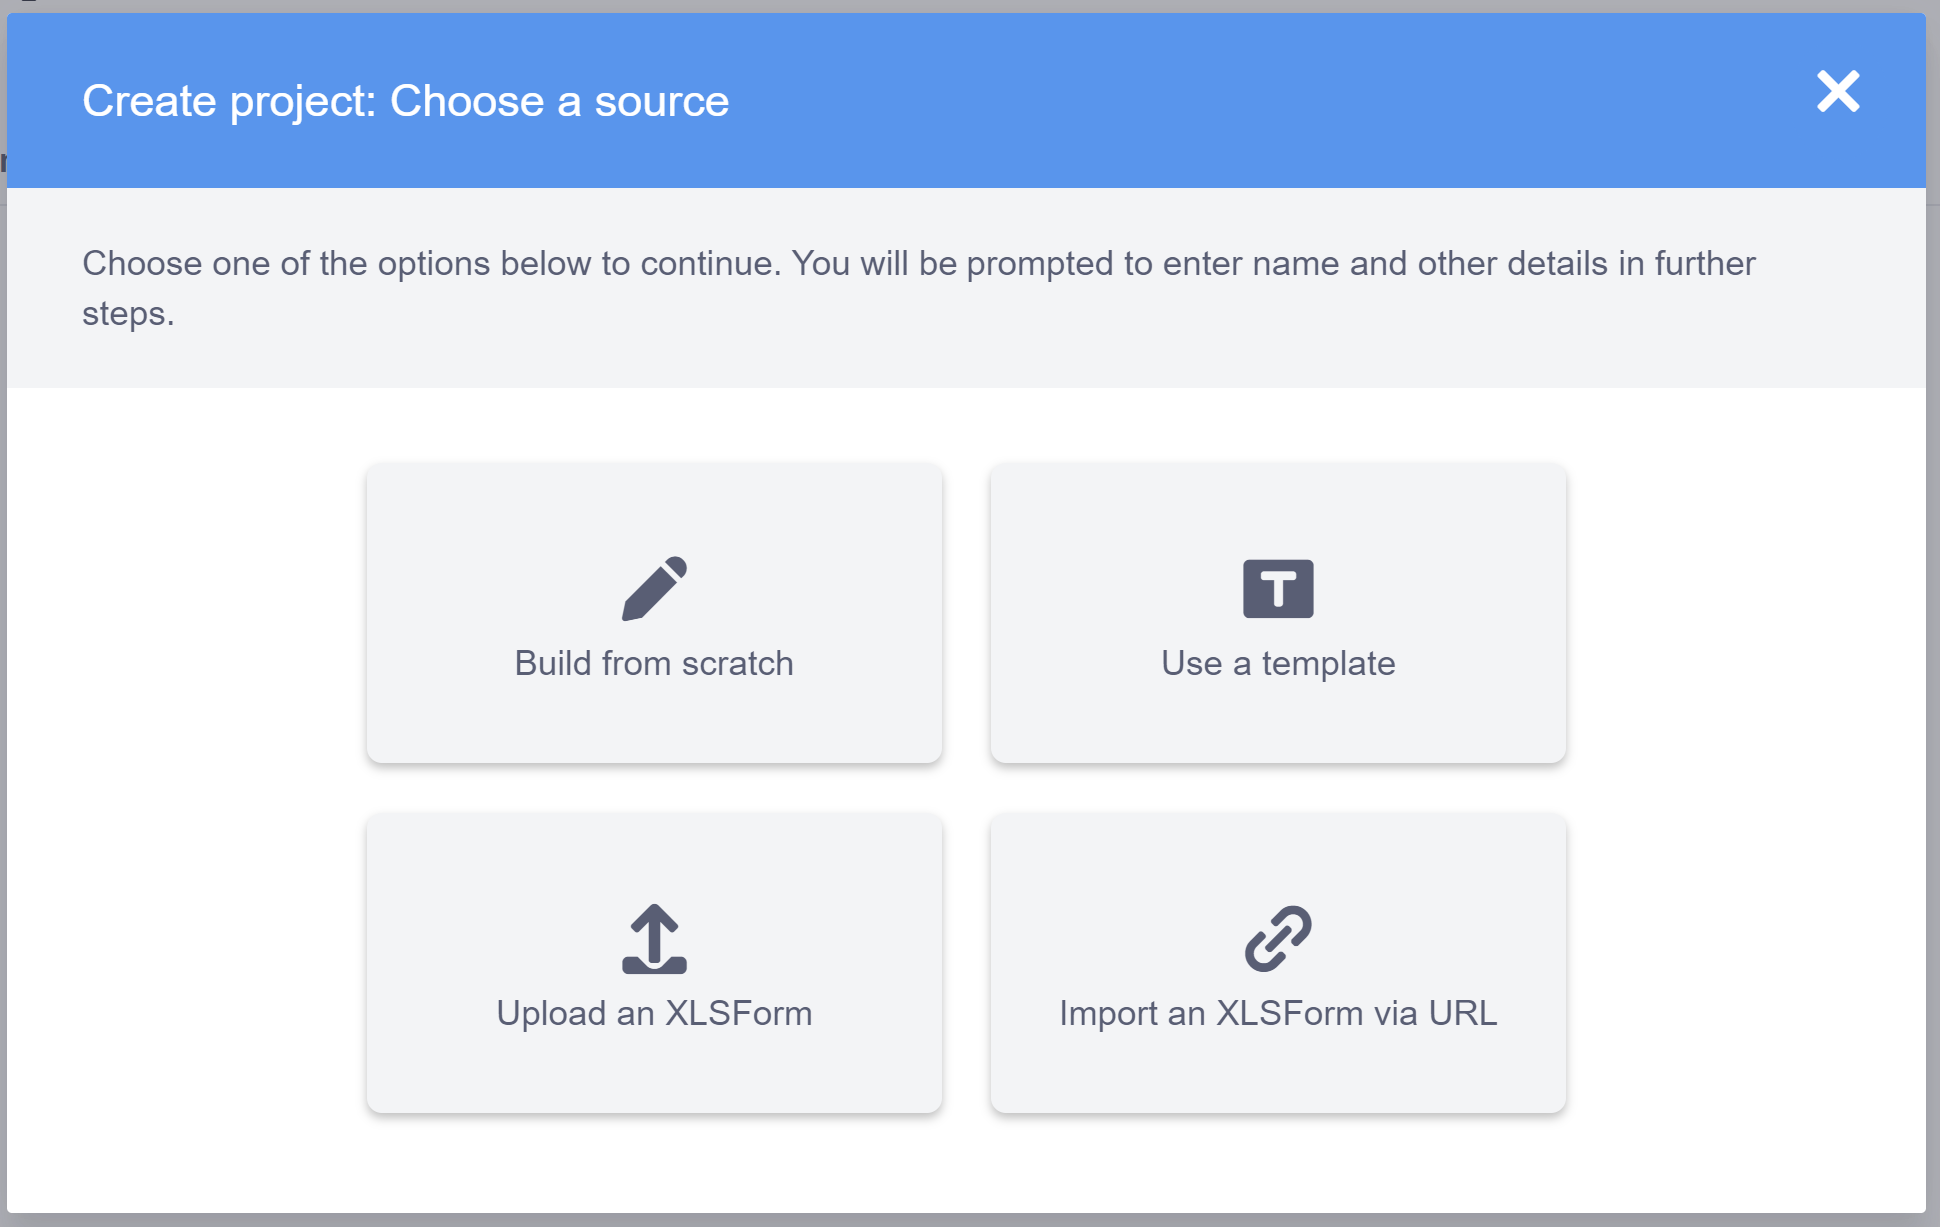 Create project: Choose a source
Choose one of the options below to continue. You will be prompted to enter name and other details in further
steps.
T
Build from scratch
Use a template
Upload an XLSForm
Import an XLSForm via URL